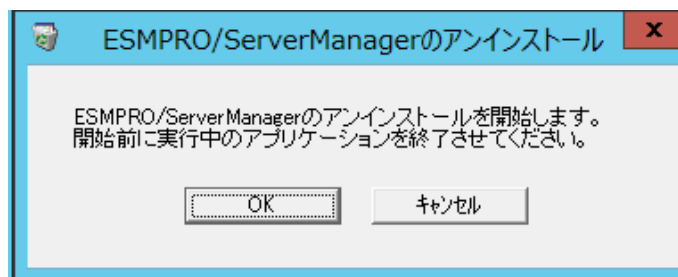 ESMPRO/ServerManagerのアンインストール
x
ESMPRO/ServerManagerのアンインストールを開始します。
開始前に実行中のアプリケーションを終了させてください。
OK
キャンセル